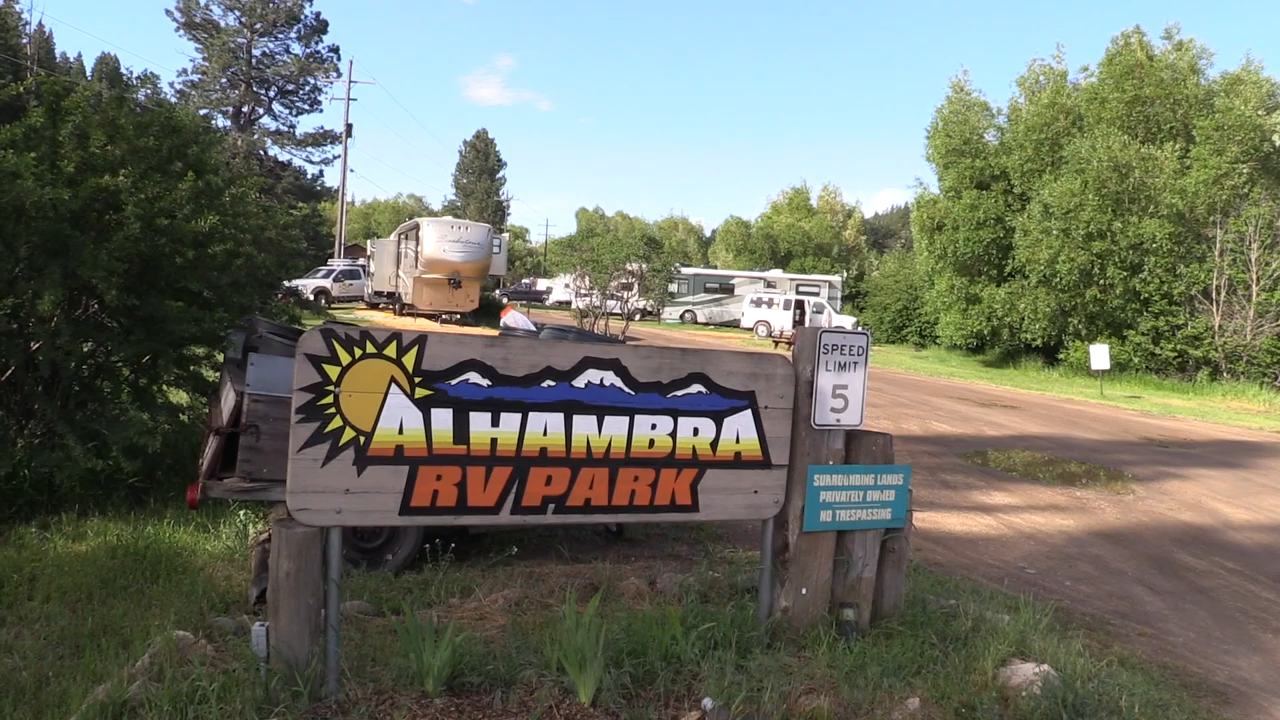 ALHAMBRA
RV PARK
SPEED
LIMIT
5
SURROUNDING LANDS
PRIVATELY OWNED
NO TRESPASSING